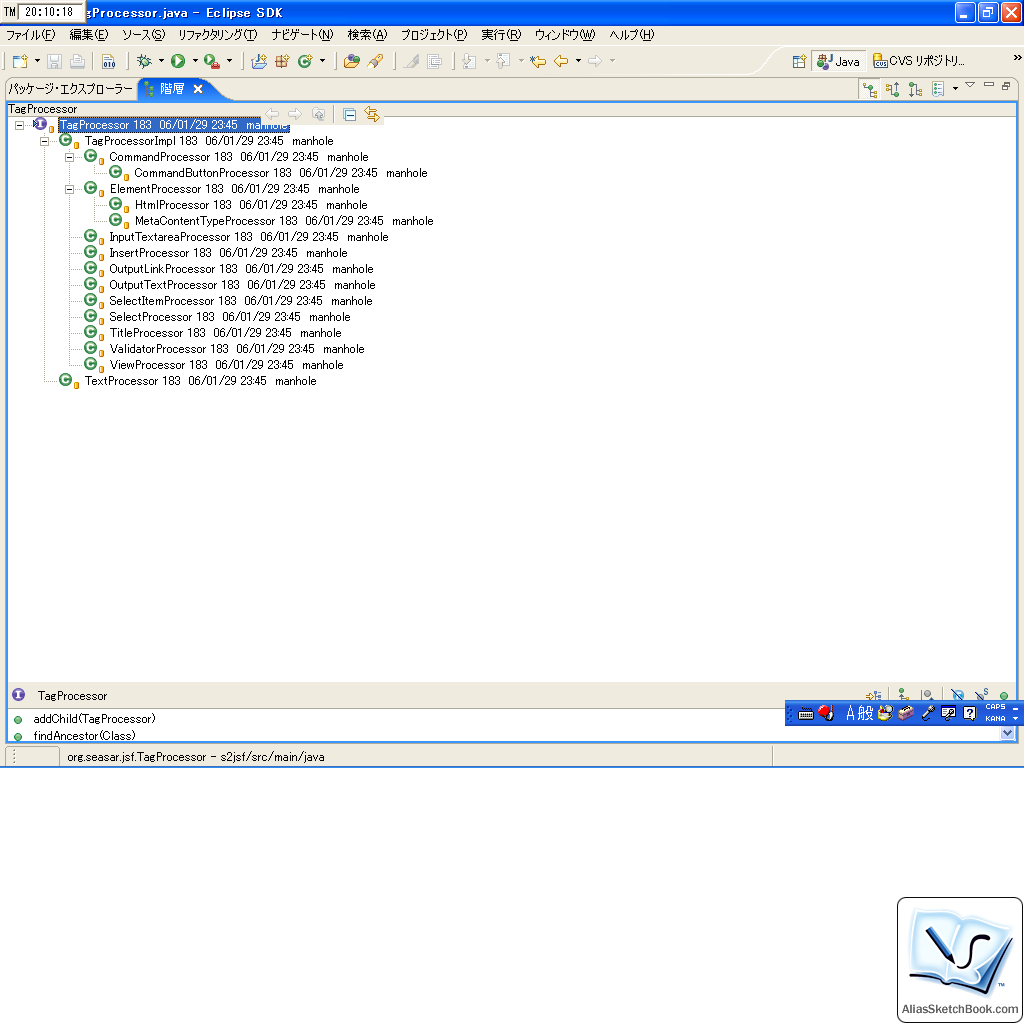 TM 20:10:18 gProcessor.java - Eclipse SDK
ファイル(F) 編集(E) ソース(S) リファクタリング(T) ナビゲート(N) 検索(A) プロジェクト(P) 実行(R) ウィンドウ(W) ヘルプ(H)
010 Java CVS リポジトリ... »
パッケージ・エクスプローラー 階層
TagProcessor
TagProcessor 183 06/01/29 23:45 manhole
TagProcessorImpl 183 06/01/29 23:45 manhole
CommandProcessor 183 06/01/29 23:45 manhole
CommandButtonProcessor 183 06/01/29 23:45 manhole
ElementProcessor 183 06/01/29 23:45 manhole
HtmlProcessor 183 06/01/29 23:45 manhole
MetaContentTypeProcessor 183 06/01/29 23:45 manhole
InputTextareaProcessor 183 06/01/29 23:45 manhole
InsertProcessor 183 06/01/29 23:45 manhole
OutputLinkProcessor 183 06/01/29 23:45 manhole
OutputTextProcessor 183 06/01/29 23:45 manhole
SelectItemProcessor 183 06/01/29 23:45 manhole
SelectProcessor 183 06/01/29 23:45 manhole
TitleProcessor 183 06/01/29 23:45 manhole
ValidatorProcessor 183 06/01/29 23:45 manhole
ViewProcessor 183 06/01/29 23:45 manhole
TextProcessor 183 06/01/29 23:45 manhole
TagProcessor
addChild(TagProcessor)
A 般 CAPS
KANA
findAncestor(Class)
org.seasar.jsf.TagProcessor - s2jsf/src/main/java
AliasSketchBook.com